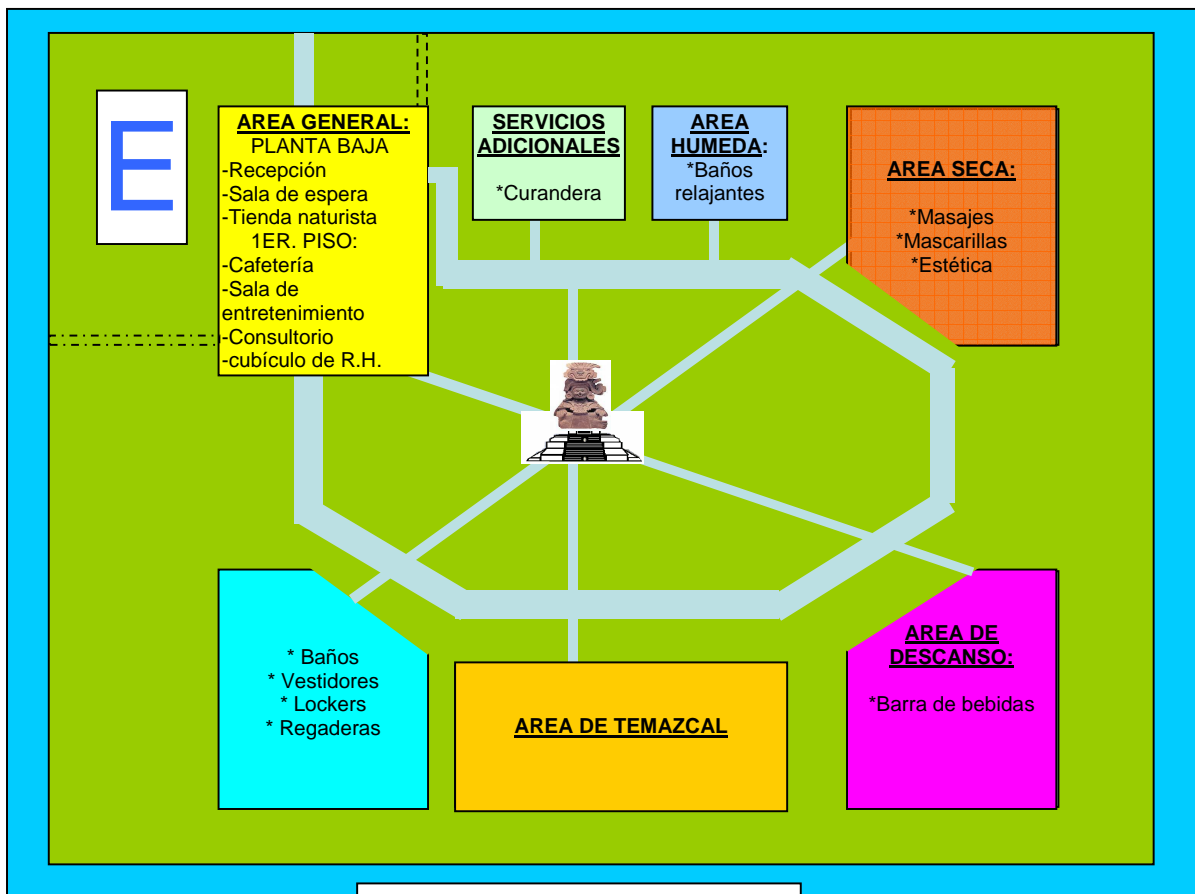 E
AREA GENERAL:
PLANTA BAJA
-Recepción
-Sala de espera
-Tienda naturista
1ER. PISO:
-Cafetería
-Sala de
entretenimiento
-Consultorio
-cubículo de R.H.
SERVICIOS
ADICIONALES
*Curandera
AREA
HUMEDA:
*Baños
relajantes
AREA SECA:
*Masajes
*Mascarillas
*Estética
* Baños
* Vestidores
* Lockers
* Regaderas
AREA DE TEMAZCAL
AREA DE
DESCANSO:
*Barra de bebidas